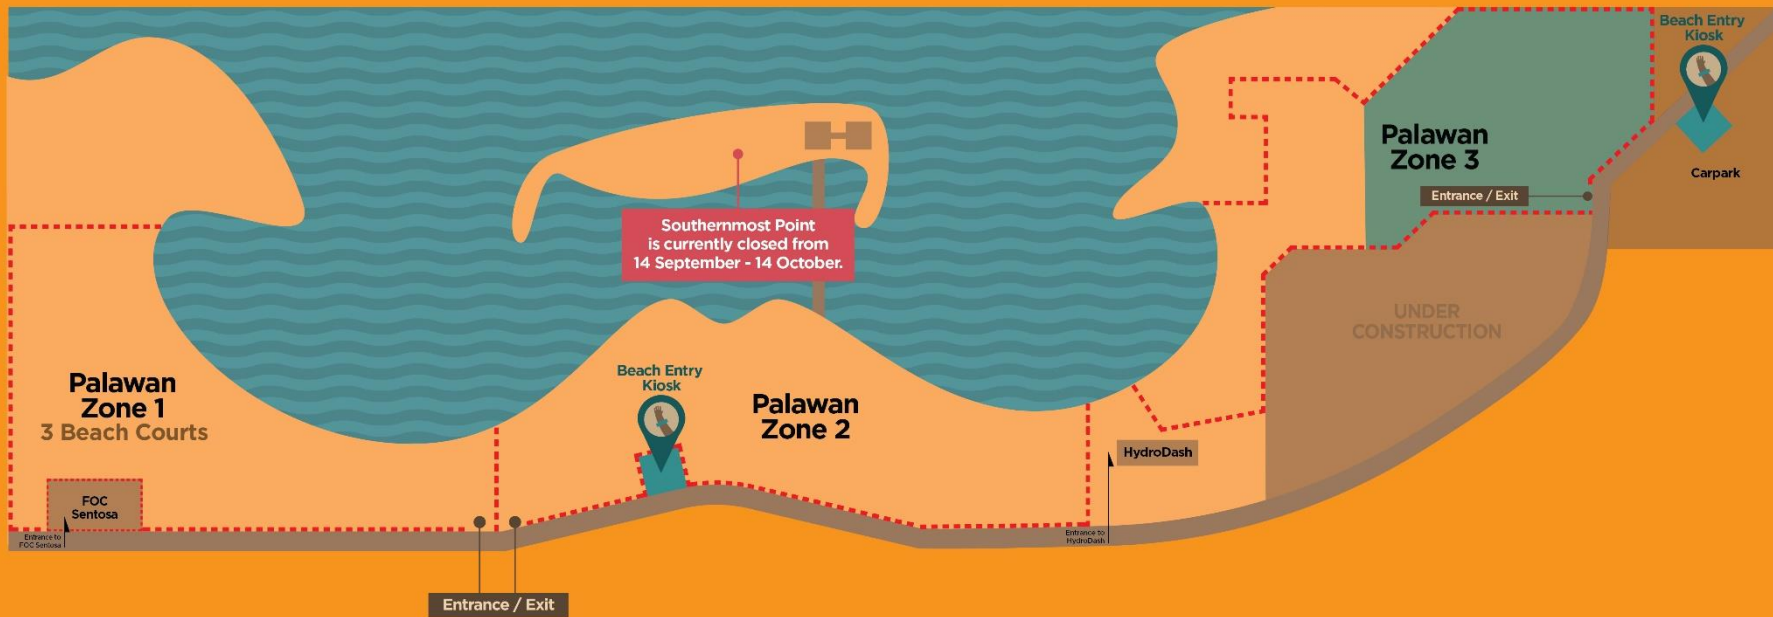 Beach Entry
Kiosk
Palawan
Zone 3
Carpark
Entrance / Exit
Southernmost Point
is currently closed from
14 September - 14 October.
UNDER
CONSTRUCTION
Palawan
Zone 1
3 Beach Courts
Beach Entry
Kiosk
Palawan
Zone 2
HydroDash
FOC
Sentosa
Entrance to
FOC Sentosa
Entrance to
HydroDash
Entrance / Exit